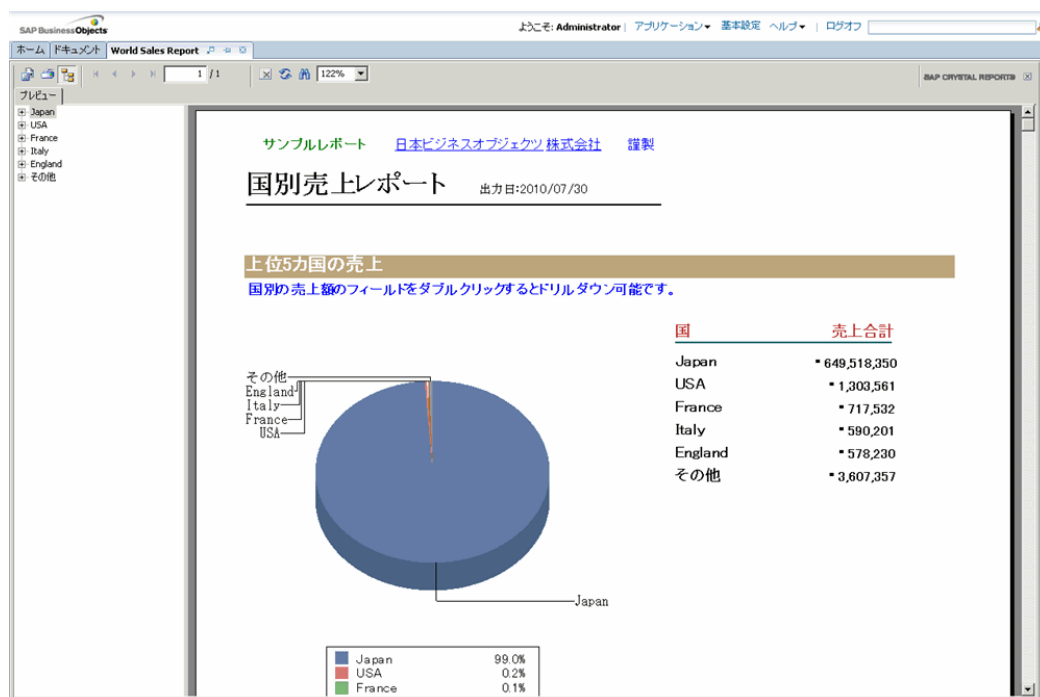 SAP BusinessObjects
ようこそ: Administrator | アプリケーション 基本設定 ヘルプ | ログオフ
ホーム ドキュメント World Sales Report
1 /1 122% SAP CRYSTAL REPORTS
プレビュー
Japan
USA
France
Italy
England
その他
サンプルレポート 日本ビジネスオブジェクツ 株式会社 謹製
国別売上レポート 出力日:2010/07/30
上位5カ国の売上
国別の売上額のフィールドをダブルクリックするとドリルダウン可能です。
国 売上合計
Japan 649,518,350
USA 1,303,561
France 717,532
Italy 590,201
England 578,230
その他 3,607,357
その他
England
Italy
France
USA
Japan
Japan 99.0%
USA 0.2%
France 0.1%